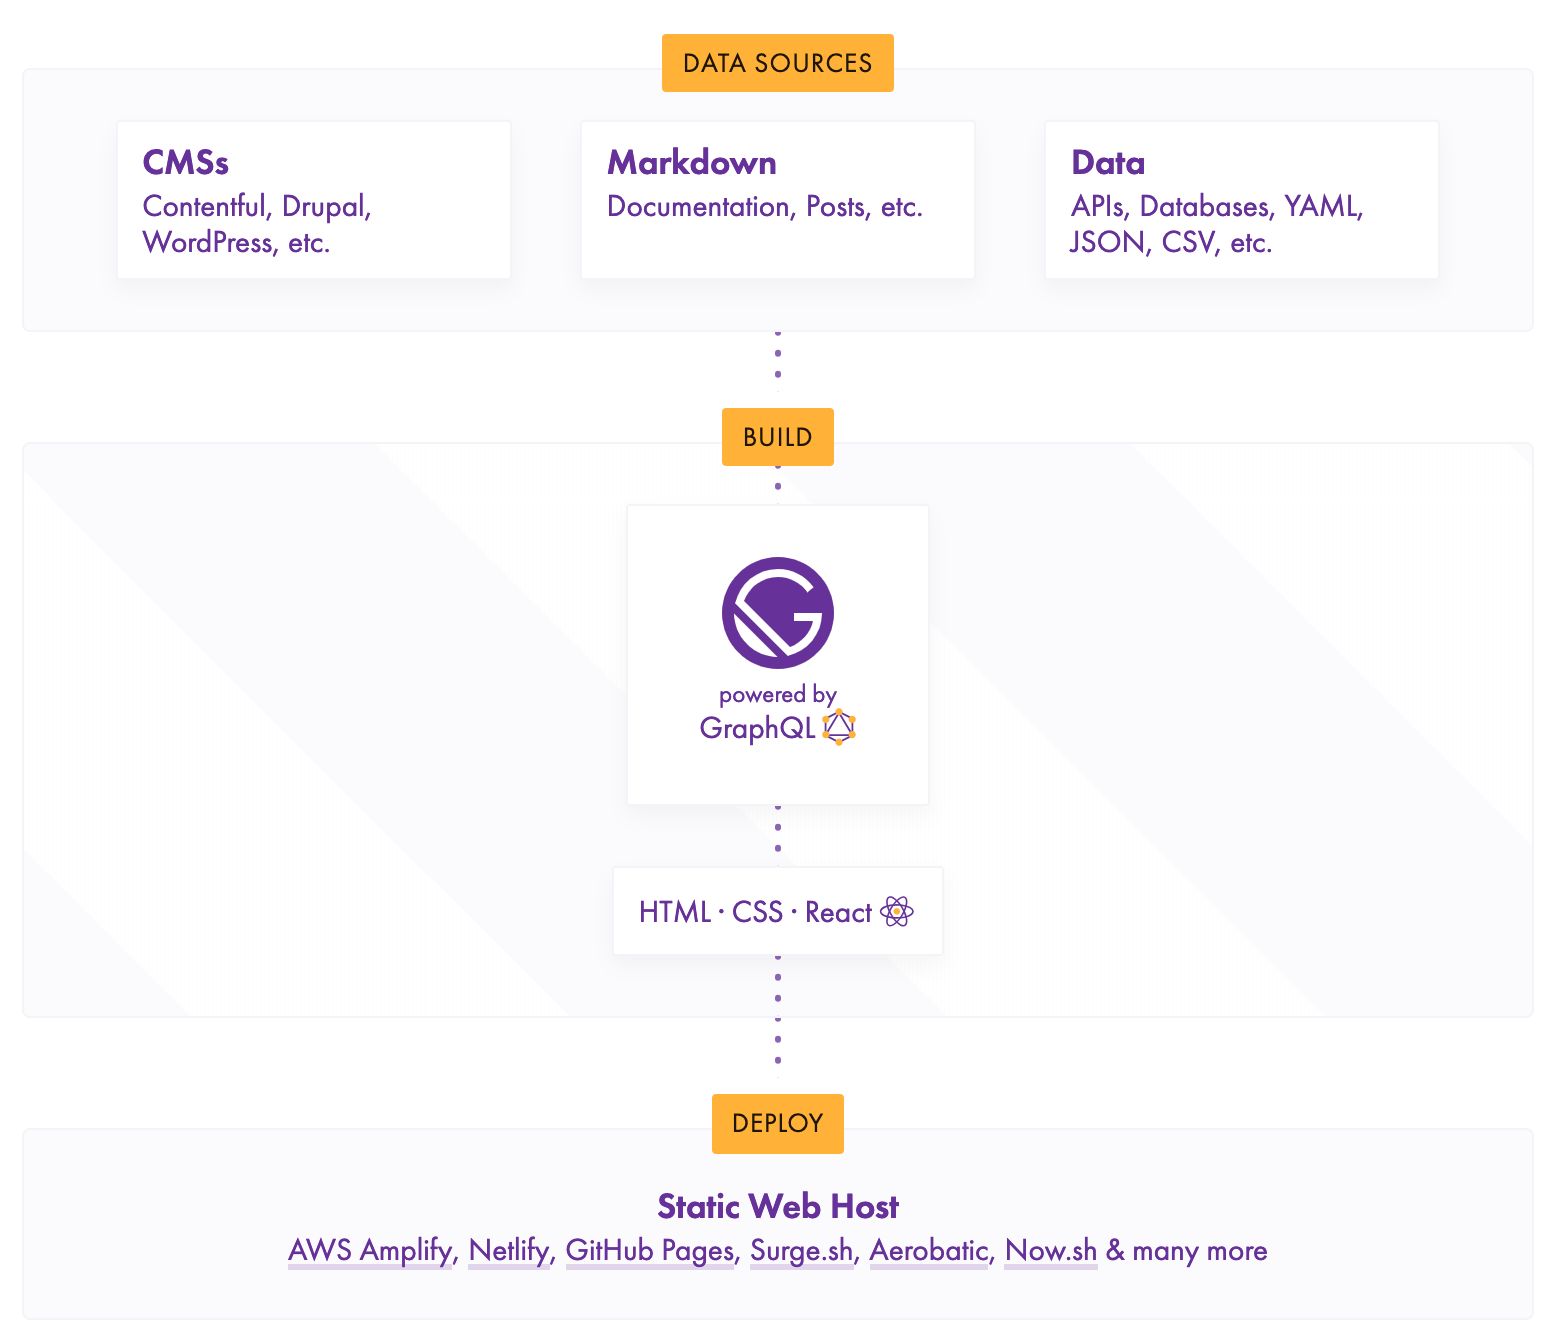 DATA SOURCES
CMSs
Contentful, Drupal,
WordPress, etc.
Markdown
Documentation, Posts, etc.
Data
APIs, Databases, YAML,
JSON, CSV, etc.
BUILD
powered by
GraphQL
HTML · CSS · React
DEPLOY
Static Web Host
AWS Amplify, Netlify, GitHub Pages, Surge.sh, Aerobatic, Now.sh & many more